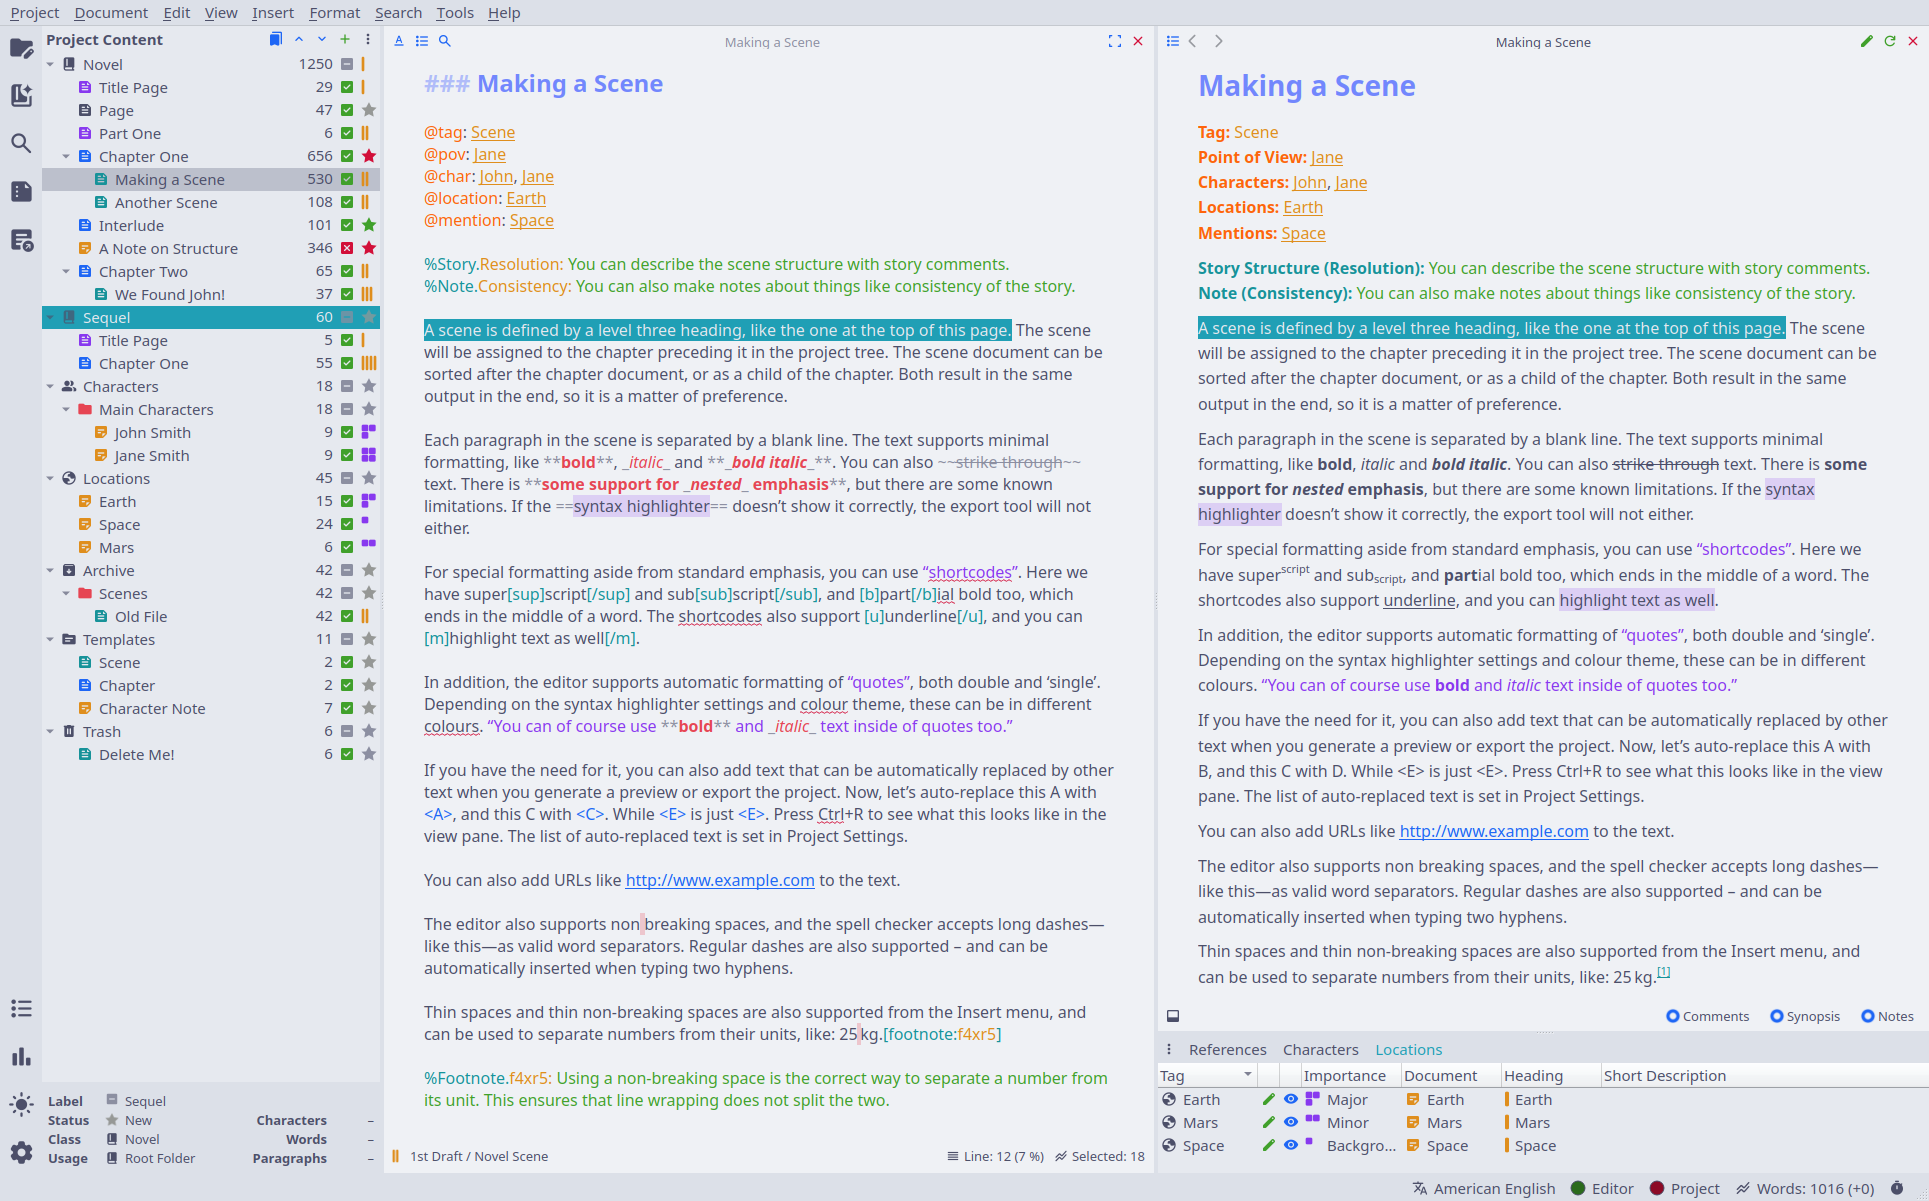 Project Document Edit View Insert Format Search Tools Help
Project Content
Novel 1250
Title Page 29
Page 47
Part One 6
Chapter One 656
Making a Scene 530
Another Scene 108
Interlude 101
A Note on Structure 346
Chapter Two 65
We Found John! 37
Sequel 60
Title Page 5
Chapter One 55
Characters 18
Main Characters 18
John Smith 9
Jane Smith 9
Locations 45
Earth 15
Space 24
Mars 6
Archive 42
Scenes 42
Old File 42
Templates 11
Scene 2
Chapter 2
Character Note 7
Trash 6
Delete Me! 6
Label Sequel
Status New Characters –
Class Novel Words –
Usage Root Folder Paragraphs –
Making a Scene
### Making a Scene
@tag: Scene
@pov: Jane
@char: John, Jane
@location: Earth
@mention: Space
%Story.Resolution: You can describe the scene structure with story comments.
%Note.Consistency: You can also make notes about things like consistency of the story.
A scene is defined by a level three heading, like the one at the top of this page. The scene
will be assigned to the chapter preceding it in the project tree. The scene document can be
sorted after the chapter document, or as a child of the chapter. Both result in the same
output in the end, so it is a matter of preference.
Each paragraph in the scene is separated by a blank line. The text supports minimal
formatting, like **bold**, _italic_ and **_bold italic_**. You can also ~~strike through~~
text. There is **some support for _nested_ emphasis**, but there are some known
limitations. If the ==syntax highlighter== doesn’t show it correctly, the export tool will not
either.
For special formatting aside from standard emphasis, you can use “shortcodes”. Here we
have super[sup]script[/sup] and sub[sub]script[/sub], and [b]part[/b]ial bold too, which
ends in the middle of a word. The shortcodes also support [u]underline[/u], and you can
[m]highlight text as well[/m].
In addition, the editor supports automatic formatting of “quotes”, both double and ‘single’.
Depending on the syntax highlighter settings and colour theme, these can be in different
colours. “You can of course use **bold** and _italic_ text inside of quotes too.”
If you have the need for it, you can also add text that can be automatically replaced by other
text when you generate a preview or export the project. Now, let’s auto-replace this A with
<A>, and this C with <C>. While <E> is just <E>. Press Ctrl+R to see what this looks like in the
view pane. The list of auto-replaced text is set in Project Settings.
You can also add URLs like http://www.example.com to the text.
The editor also supports non breaking spaces, and the spell checker accepts long dashes—
like this—as valid word separators. Regular dashes are also supported – and can be
automatically inserted when typing two hyphens.
Thin spaces and thin non-breaking spaces are also supported from the Insert menu, and
can be used to separate numbers from their units, like: 25 kg.[footnote:f4xr5]
%Footnote.f4xr5: Using a non-breaking space is the correct way to separate a number from
its unit. This ensures that line wrapping does not split the two.
1st Draft / Novel Scene Line: 12 (7 %) Selected: 18
Making a Scene
Making a Scene
Tag: Scene
Point of View: Jane
Characters: John, Jane
Locations: Earth
Mentions: Space
Story Structure (Resolution): You can describe the scene structure with story comments.
Note (Consistency): You can also make notes about things like consistency of the story.
A scene is defined by a level three heading, like the one at the top of this page. The scene
will be assigned to the chapter preceding it in the project tree. The scene document can be
sorted after the chapter document, or as a child of the chapter. Both result in the same
output in the end, so it is a matter of preference.
Each paragraph in the scene is separated by a blank line. The text supports minimal
formatting, like bold, italic and bold italic. You can also strike through text. There is some
support for nested emphasis, but there are some known limitations. If the syntax
highlighter doesn’t show it correctly, the export tool will not either.
For special formatting aside from standard emphasis, you can use “shortcodes”. Here we
have superscript and subscript, and partial bold too, which ends in the middle of a word. The
shortcodes also support underline, and you can highlight text as well.
In addition, the editor supports automatic formatting of “quotes”, both double and ‘single’.
Depending on the syntax highlighter settings and colour theme, these can be in different
colours. “You can of course use bold and italic text inside of quotes too.”
If you have the need for it, you can also add text that can be automatically replaced by other
text when you generate a preview or export the project. Now, let’s auto-replace this A with
B, and this C with D. While <E> is just <E>. Press Ctrl+R to see what this looks like in the view
pane. The list of auto-replaced text is set in Project Settings.
You can also add URLs like http://www.example.com to the text.
The editor also supports non breaking spaces, and the spell checker accepts long dashes—
like this—as valid word separators. Regular dashes are also supported – and can be
automatically inserted when typing two hyphens.
Thin spaces and thin non-breaking spaces are also supported from the Insert menu, and
can be used to separate numbers from their units, like: 25 kg.[1]
Comments Synopsis Notes
References Characters Locations
Tag Importance Document Heading Short Description
Earth Major Earth Earth
Mars Minor Mars Mars
Space Backgro… Space Space
American English Editor Project Words: 1016 (+0)